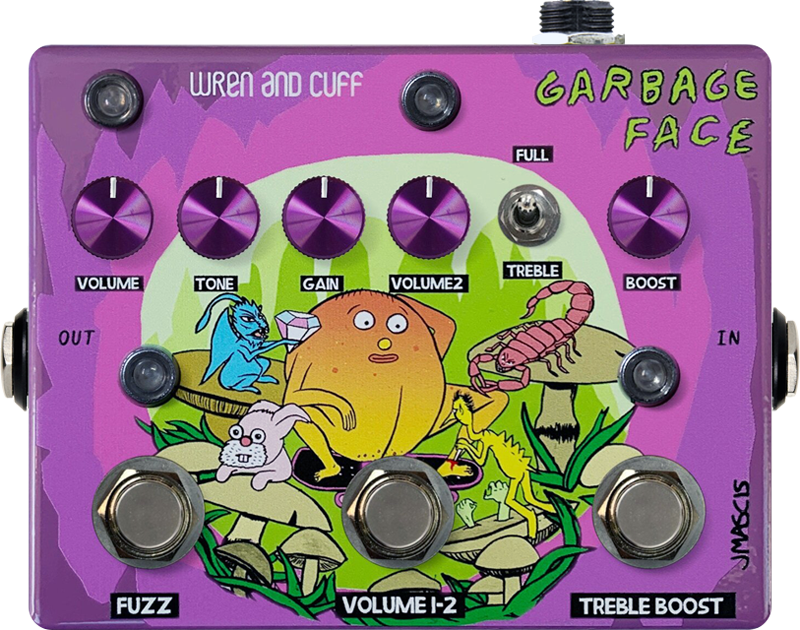 WREN AND CUFF
GARBAGE
FACE
FULL
VOLUME
TONE
GAIN
VOLUME2
TREBLE
BOOST
OUT
IN
JMASCIS
FUZZ
VOLUME 1-2
TREBLE BOOST